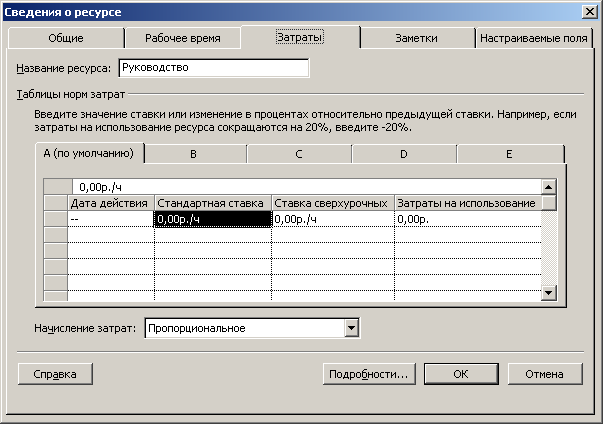 Сведения о ресурсе
Общие Рабочее время Затраты Заметки Настраиваемые поля
Название ресурса: Руководство
Таблицы норм затрат
Введите значение ставки или изменение в процентах относительно предыдущей ставки. Например, если
затраты на использование ресурса сокращаются на 20%, введите -20%.
A (по умолчанию) B C D E
0,00р./ч
Дата действия Стандартная ставка Ставка сверхурочных Затраты на использование
-- 0,00р./ч 0,00р./ч 0,00р.
Начисление затрат: Пропорциональное
Справка Подробности... ОК Отмена